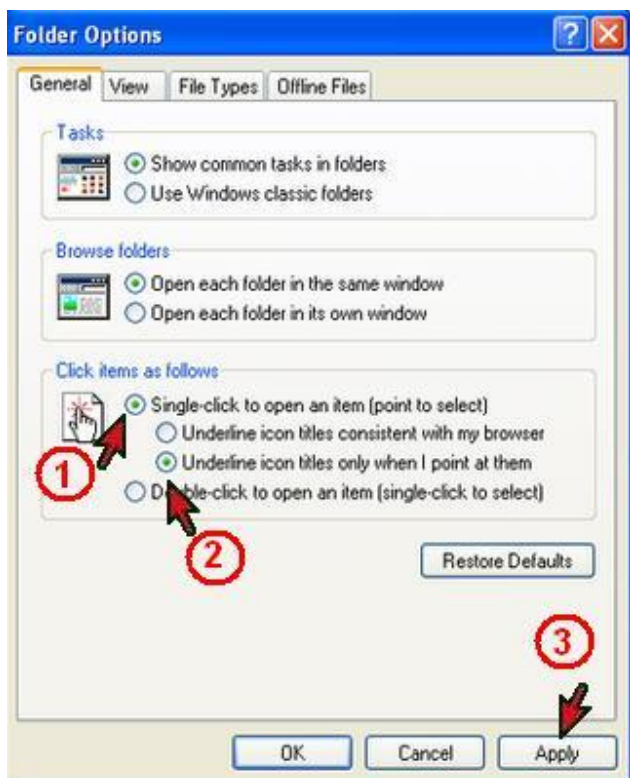 Folder Options
General View File Types Offline Files
Tasks
Show common tasks in folders
Use Windows classic folders
Browse folders
Open each folder in the same window
Open each folder in its own window
Click items as follows
Single-click to open an item (point to select)
Underline icon titles consistent with my browser
Underline icon titles only when I point at them
Double-click to open an item (single-click to select)
1
2
Restore Defaults
3
OK Cancel Apply